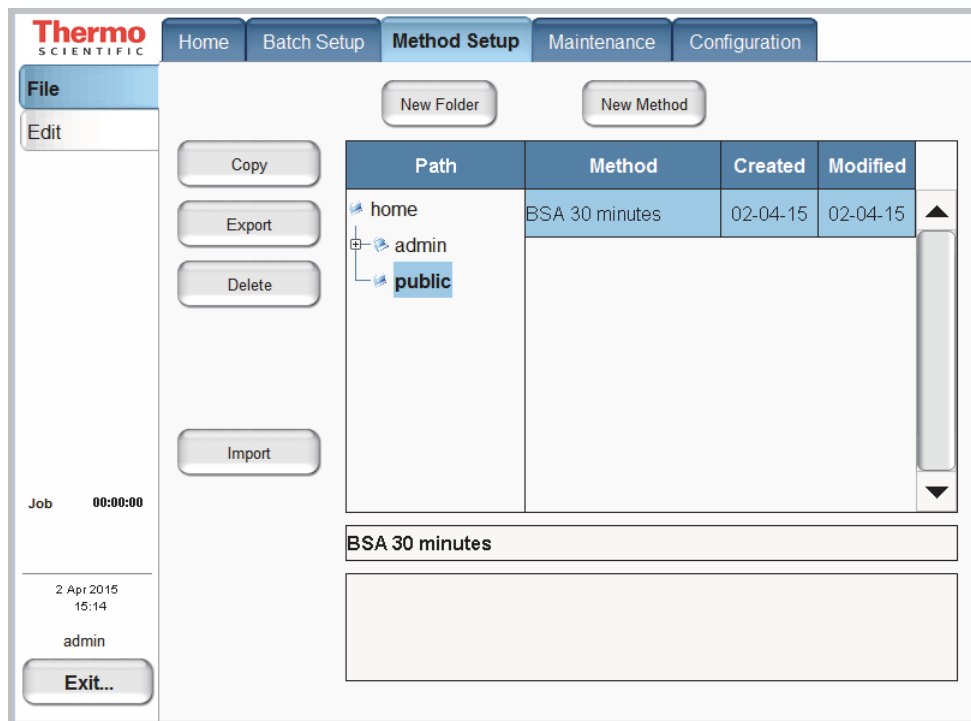 Thermo
SCIENTIFIC
Home Batch Setup Method Setup Maintenance Configuration
File
Edit
New Folder New Method
Copy
Export
Delete
Import
Path Method Created Modified
home
admin
public
BSA 30 minutes 02-04-15 02-04-15
BSA 30 minutes
Job 00:00:00
2 Apr 2015
15:14
admin
Exit...